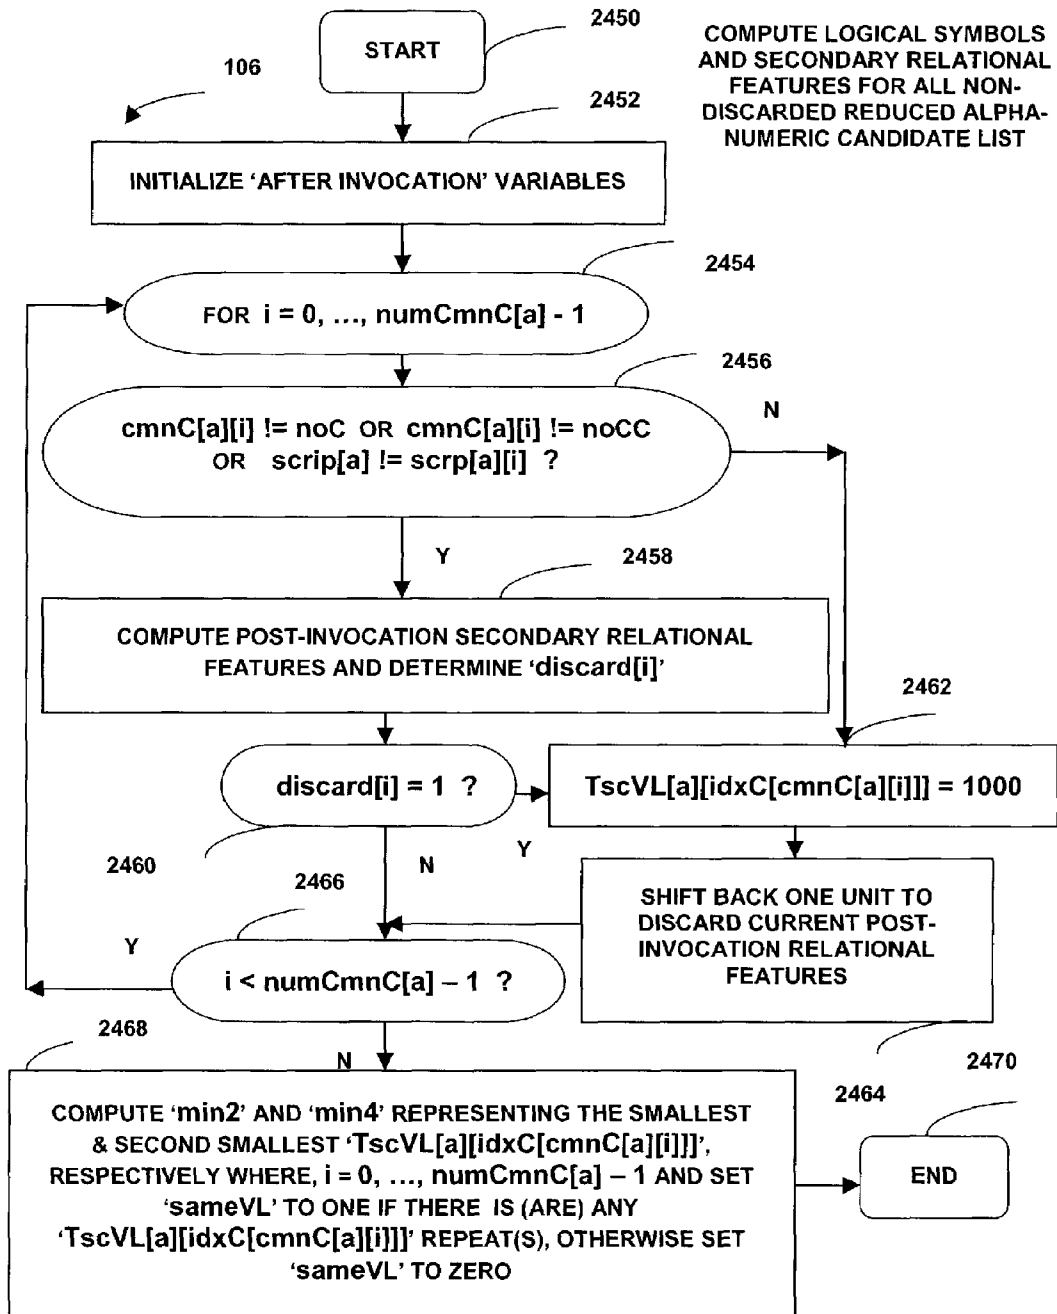 START
2450
COMPUTE LOGICAL SYMBOLS
AND SECONDARY RELATIONAL
FEATURES FOR ALL NON-
DISCARDED REDUCED ALPHA-
NUMERIC CANDIDATE LIST
106
2452
INITIALIZE ‘AFTER INVOCATION’ VARIABLES
2454
FOR i = 0, ..., numCmnC[a] - 1
2456
cmnC[a][i] != noC OR cmnC[a][i] != noCC
OR scrip[a] != scrp[a][i] ?
N
Y
2458
COMPUTE POST-INVOCATION SECONDARY RELATIONAL
FEATURES AND DETERMINE ‘discard[i]’
2462
discard[i] = 1 ?
TscVL[a][idxC[cmnC[a][i]]] = 1000
2460
N
Y
2466
SHIFT BACK ONE UNIT TO
DISCARD CURRENT POST-
INVOCATION RELATIONAL
FEATURES
Y
i < numCmnC[a] – 1 ?
2468
N
2470
2464
COMPUTE ‘min2’ AND ‘min4’ REPRESENTING THE SMALLEST
& SECOND SMALLEST ‘TscVL[a][idxC[cmnC[a][i]]]’,
RESPECTIVELY WHERE, i = 0, ..., numCmnC[a] – 1 AND SET
‘sameVL’ TO ONE IF THERE IS (ARE) ANY
‘TscVL[a][idxC[cmnC[a][i]]]’ REPEAT(S), OTHERWISE SET
‘sameVL’ TO ZERO
END